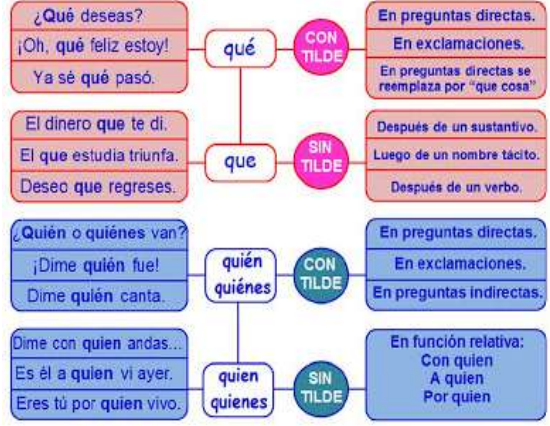 ¿Qué deseas?
¡Oh, qué feliz estoy!
Ya sé qué pasó.
qué
CON
TILDE
En preguntas directas.
En exclamaciones.
En preguntas directas se
reemplaza por “que cosa”
El dinero que te di.
El que estudia triunfa.
Deseo que regreses.
que
SIN
TILDE
Después de un sustantivo.
Luego de un nombre tácito.
Después de un verbo.
¿Quién o quiénes van?
¡Dime quién fue!
Dime quién canta.
quién
quiénes
CON
TILDE
En preguntas directas.
En exclamaciones.
En preguntas indirectas.
Dime con quien andas...
Es él a quien vi ayer.
Eres tú por quien vivo.
quien
quienes
SIN
TILDE
En función relativa:
Con quien
A quien
Por quien